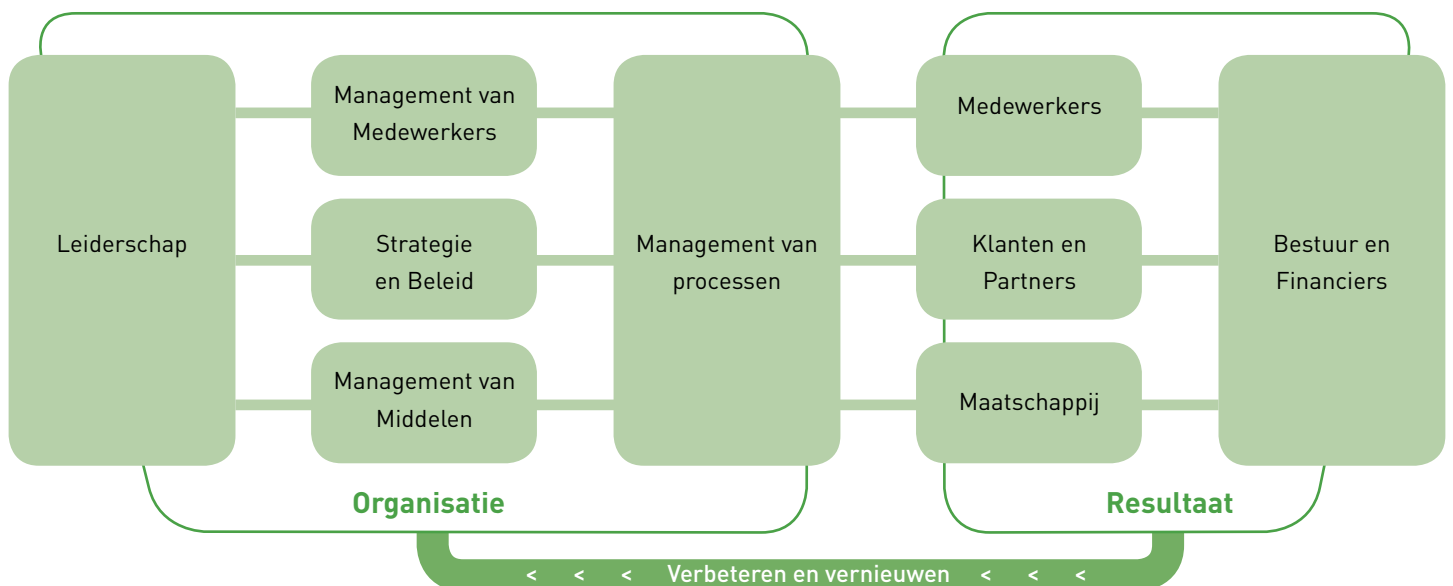 Leiderschap
Management van
Medewerkers
Strategie
en Beleid
Management van
Middelen
Management van
processen
Medewerkers
Klanten en
Partners
Maatschappij
Bestuur en
Financiers
Organisatie
Resultaat
< < < Verbeteren en vernieuwen < < <